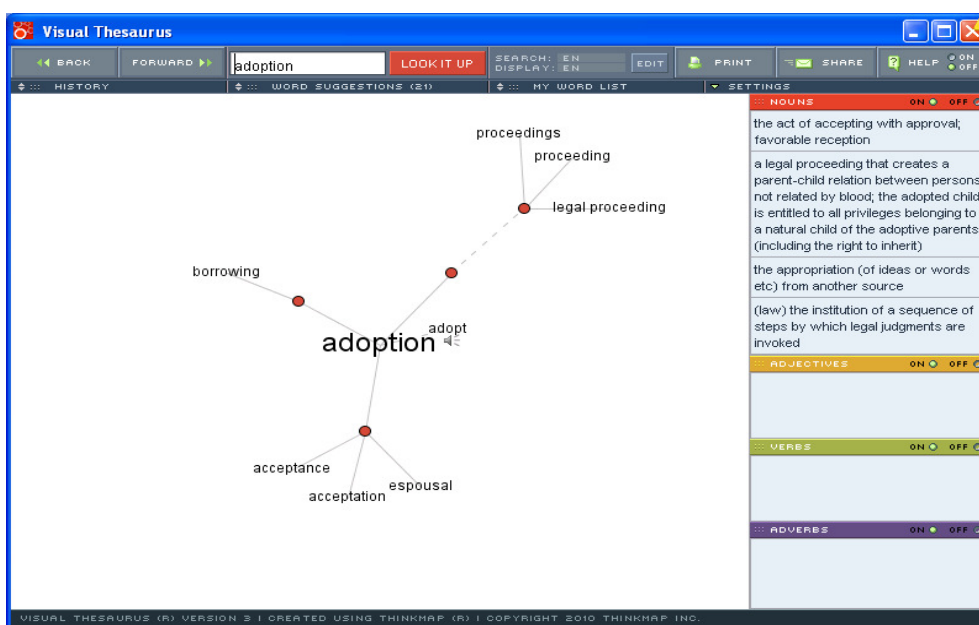 Visual Thesaurus
BACK
FORWARD
adoption
LOOK IT UP
SEARCH: EN
DISPLAY: EN
EDIT
PRINT
SHARE
HELP
ON
OFF
HISTORY
WORD SUGGESTIONS (21)
MY WORD LIST
SETTINGS
proceedings
proceeding
legal proceeding
borrowing
adopt
adoption
acceptance
acceptation
espousal
NOUNS ON OFF
the act of accepting with approval;
favorable reception
a legal proceeding that creates a
parent-child relation between persons
not related by blood; the adopted child
is entitled to all privileges belonging to
a natural child of the adoptive parents
(including the right to inherit)
the appropriation (of ideas or words
etc) from another source
(law) the institution of a sequence of
steps by which legal judgments are
invoked
ADJECTIVES ON OFF
VERBS ON OFF
ADVERBS ON OFF
VISUAL THESAURUS (R) VERSION 3 | CREATED USING THINKMAP (R) | COPYRIGHT 2010 THINKMAP INC.